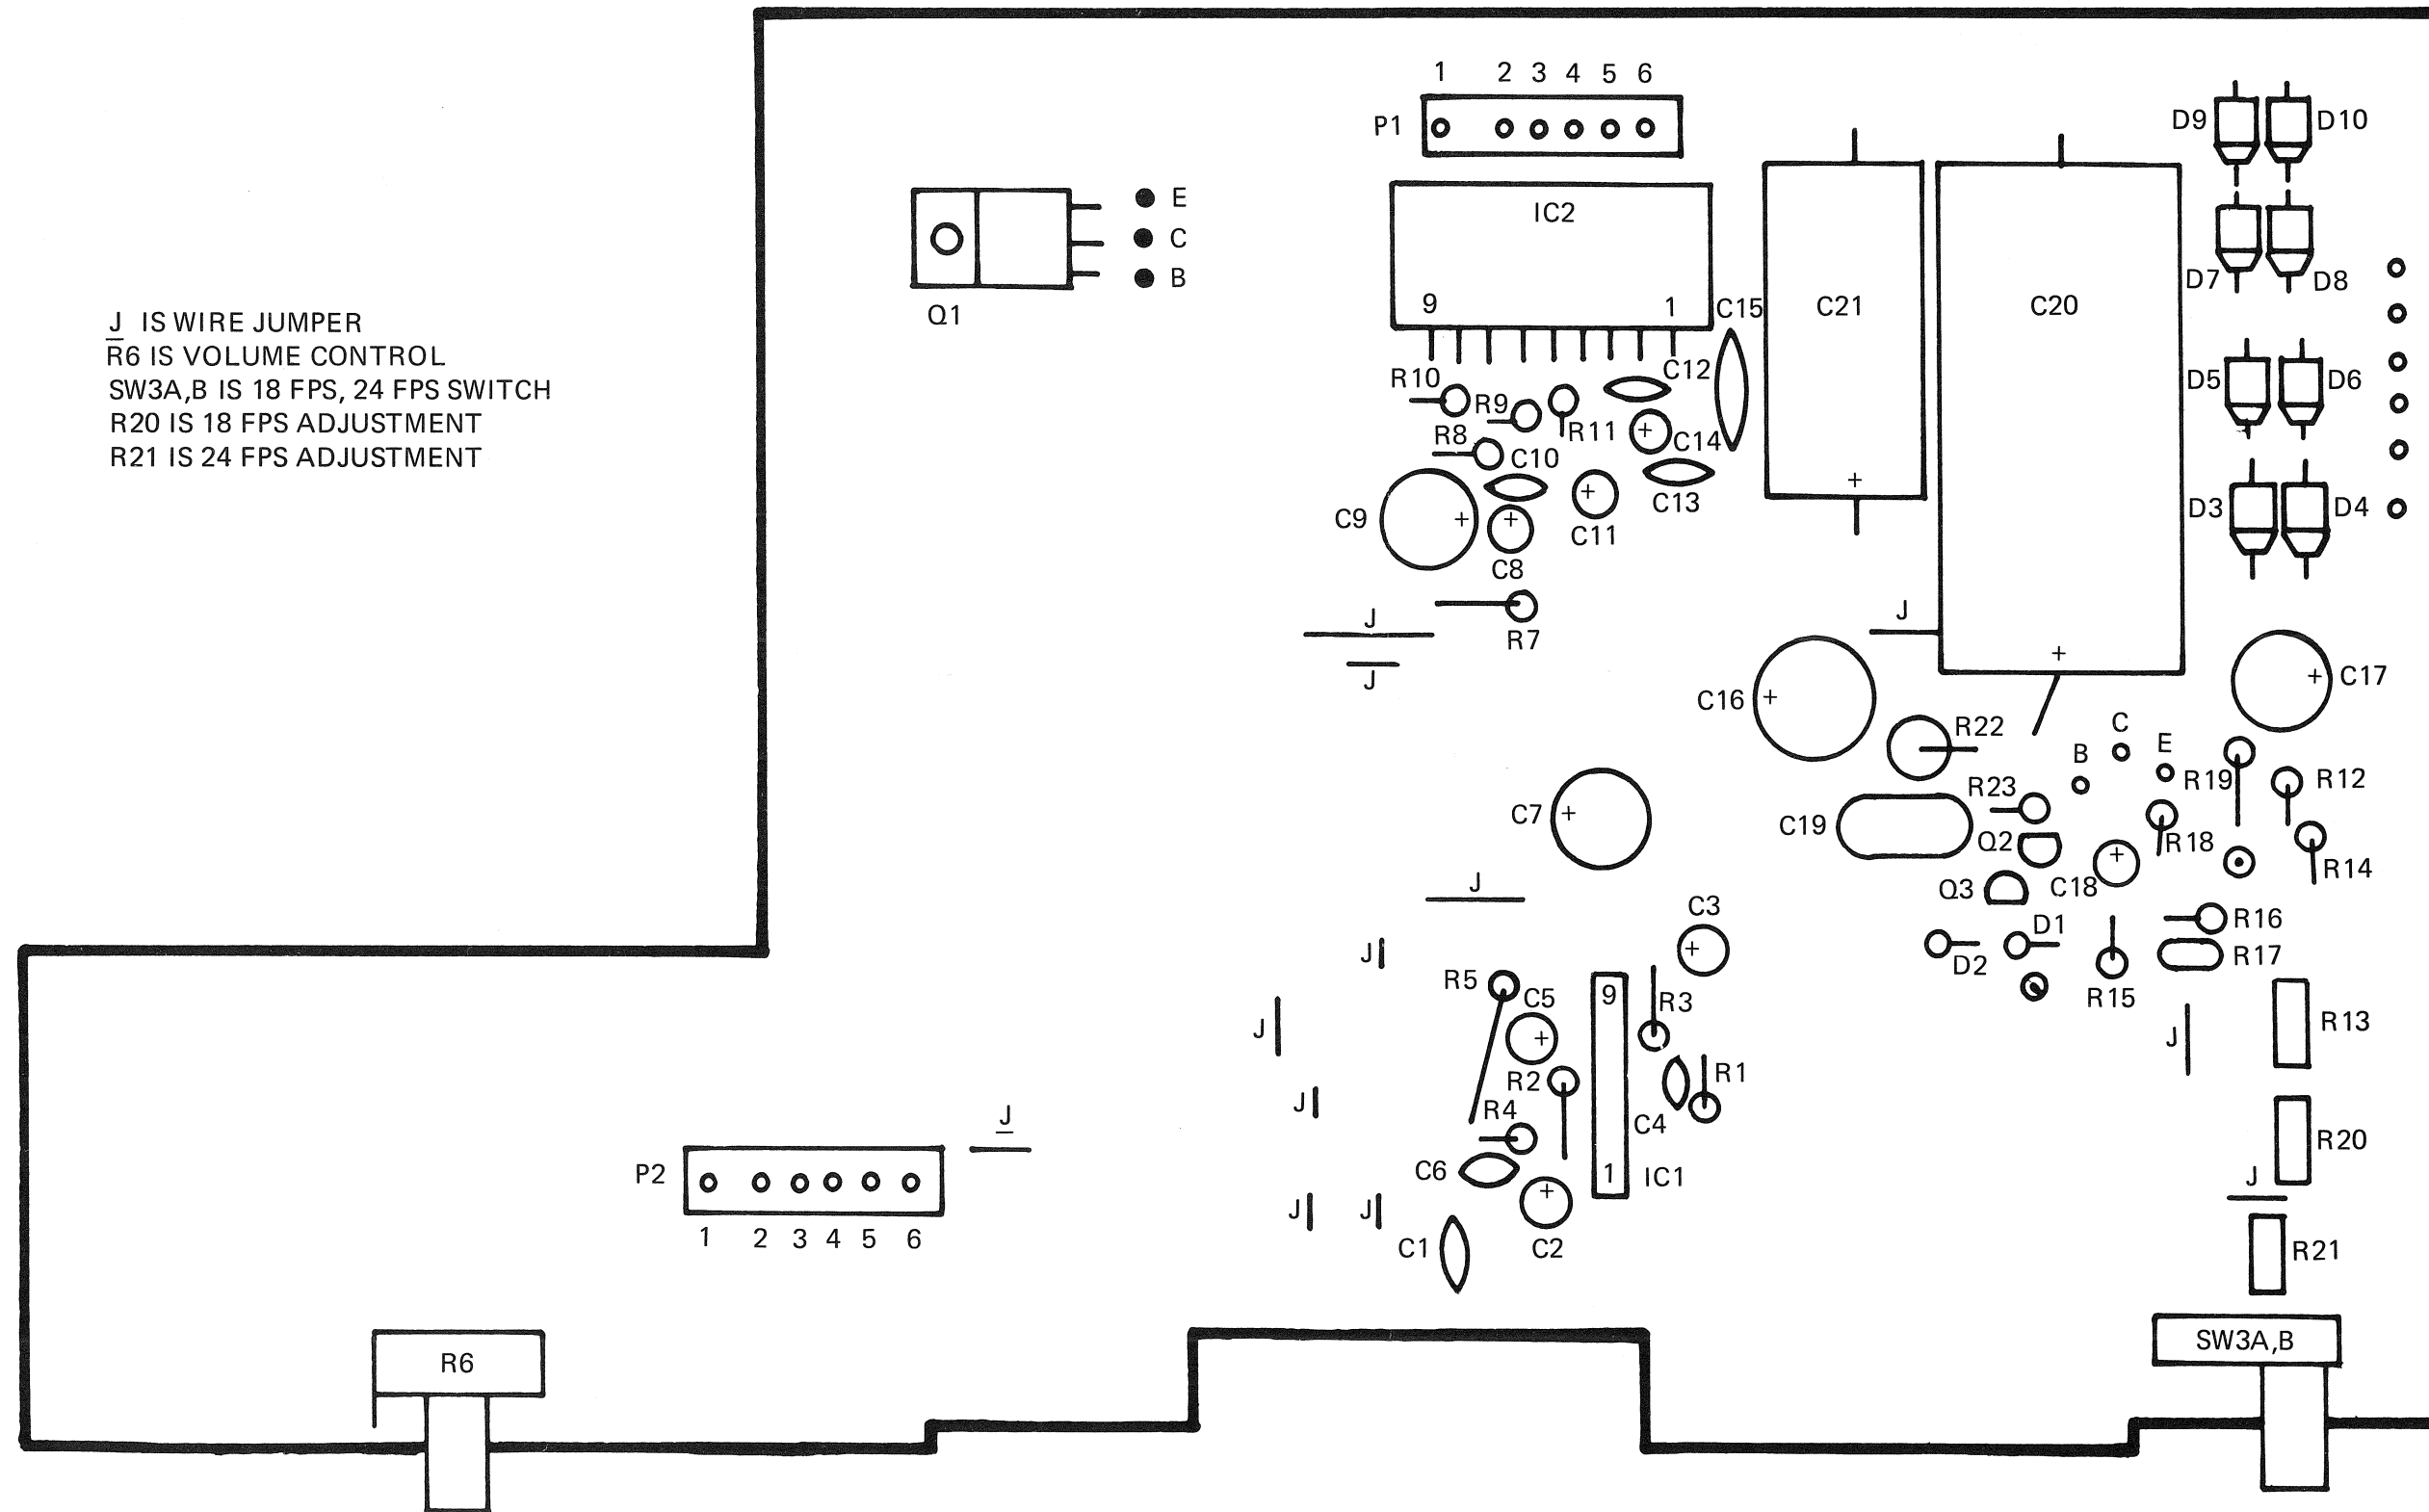 J IS WIRE JUMPER
R6 IS VOLUME CONTROL
SW3A,B IS 18 FPS, 24 FPS SWITCH
R20 IS 18 FPS ADJUSTMENT
R21 IS 24 FPS ADJUSTMENT
1 2 3 4 5 6
P1
D9
D10
E
C
B
Q1
IC2
9
1
C15
C21
+
C20
+
D7
D8
D5
D6
D3
D4
R10
R9
R11
C12
R8
C10
+
C14
C13
C9
+
+
C8
+
C11
R7
J
J
J
C16
+
+
C17
R22
C
B
E
R19
R12
R23
C7
+
C19
Q2
R18
R14
Q3
C18
+
J
C3
+
D1
D2
R16
R17
R15
J
R5
C5
+
9
R3
R13
J
J
R2
R1
J
R4
C4
J
R20
P2
C6
1
IC1
J
J
J
+
C2
C1
R21
1 2 3 4 5 6
R6
SW3A,B